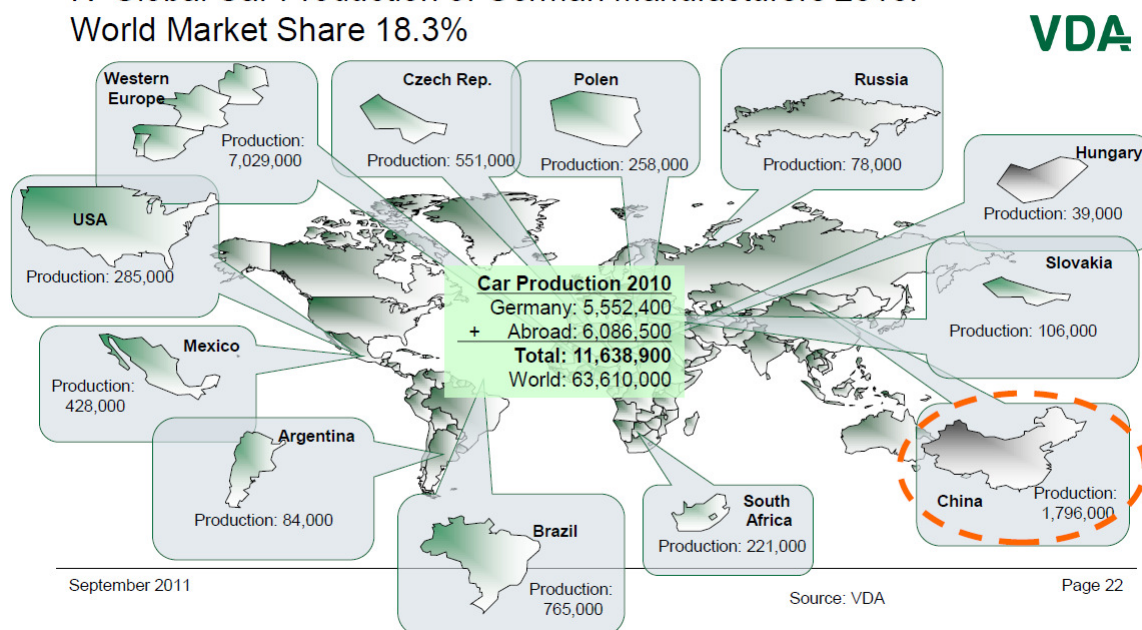 World Market Share 18.3%
VDA
Western
Europe
Production:
7,029,000
Czech Rep.
Production: 551,000
Polen
Production: 258,000
Russia
Production: 78,000
Hungary
Production: 39,000
USA
Production: 285,000
Slovakia
Production: 106,000
Car Production 2010
Germany: 5,552,400
+ Abroad: 6,086,500
Total: 11,638,900
World: 63,610,000
Mexico
Production:
428,000
Argentina
Production: 84,000
Brazil
Production:
765,000
South
Africa
Production: 221,000
China
Production:
1,796,000
September 2011
Source: VDA
Page 22